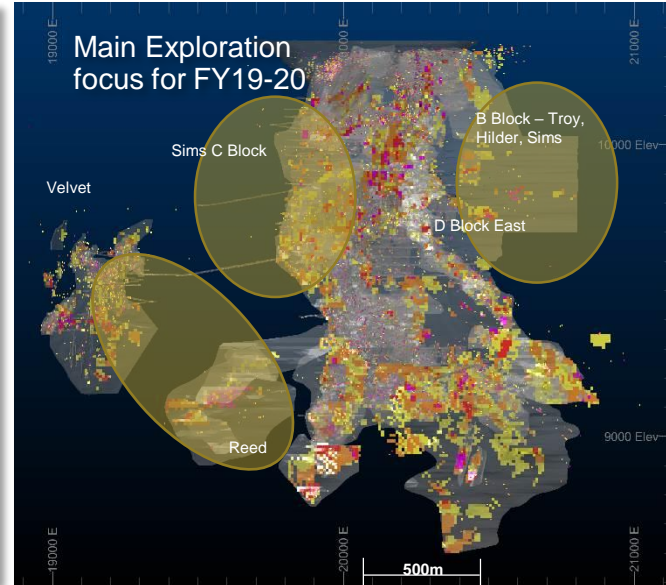 19000 E
20000 E
21000 E
Main Exploration
focus for FY19-20
B Block – Troy,
Hilder, Sims
10000 Elev
Sims C Block
Velvet
D Block East
Reed
9000 Elev
19000 E
20000 E
21000 E
500m